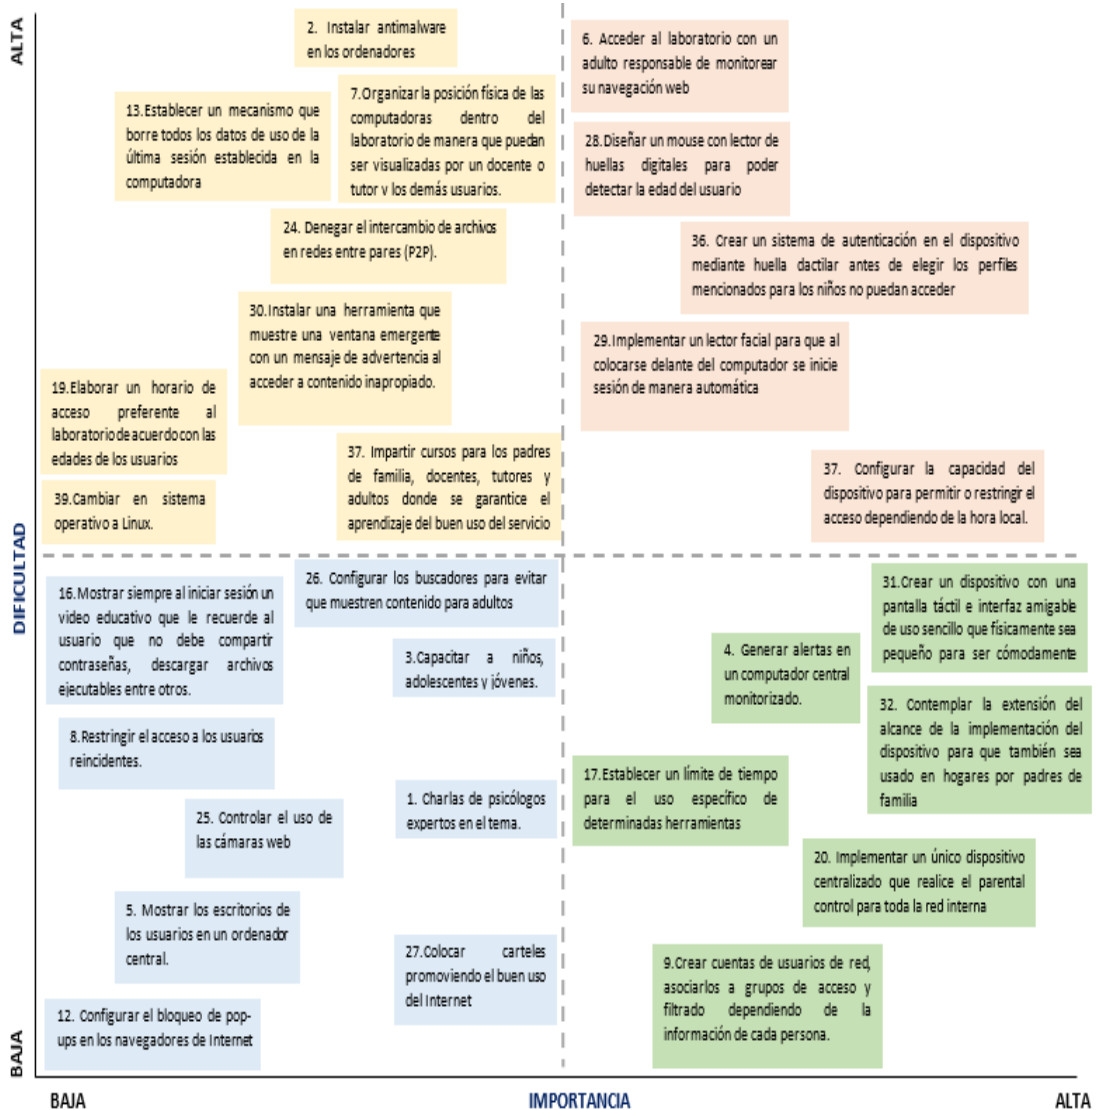 ALTA
2. Instalar antimalware
en los ordenadores
6. Acceder al laboratorio con un
adulto responsable de monitorear
su navegación web
13.Establecer un mecanismo que
borre todos los datos de uso de la
última sesión establecida en la
computadora
7.Organizar la posición física de las
computadoras dentro del
laboratorio de manera que puedan
ser visualizadas por un docente o
tutor y los demás usuarios.
28.Diseñar un mouse con lector de
huellas digitales para poder
detectar la edad del usuario
24. Denegar el intercambio de archivos
en redes entre pares (P2P).
36. Crear un sistema de autenticación en el dispositivo
mediante huella dactilar antes de elegir los perfiles
mencionados para los niños no puedan acceder
30.Instalar una herramienta que
muestre una ventana emergente
con un mensaje de advertencia al
acceder a contenido inapropiado.
29.Implementar un lector facial para que al
colocarse delante del computador se inicie
sesión de manera automática
19.Elaborar un horario de
acceso preferente al
laboratorio de acuerdo con las
edades de los usuarios
37. Impartir cursos para los padres
de familia, docentes, tutores y
adultos donde se garantice el
aprendizaje del buen uso del servicio
37. Configurar la capacidad del
dispositivo para permitir o restringir el
acceso dependiendo de la hora local.
39.Cambiar en sistema
operativo a Linux.
DIFICULTAD
16.Mostrar siempre al iniciar sesión un
video educativo que le recuerde al
usuario que no debe compartir
contraseñas, descargar archivos
ejecutables entre otros.
26. Configurar los buscadores para evitar
que muestren contenido para adultos
31.Crear un dispositivo con una
pantalla táctil e interfaz amigable
de uso sencillo que físicamente sea
pequeño para ser cómodamente
3.Capacitar a niños,
adolescentes y jóvenes.
4. Generar alertas en
un computador central
monitorizado.
32. Contemplar la extensión del
alcance de la implementación del
dispositivo para que también sea
usado en hogares por padres de
familia
8.Restringir el acceso a los usuarios
reincidentes.
17.Establecer un límite de tiempo
para el uso específico de
determinadas herramientas
25. Controlar el uso de
las cámaras web
1. Charlas de psicólogos
expertos en el tema.
20. Implementar un único dispositivo
centralizado que realice el parental
control para toda la red interna
5. Mostrar los escritorios de
los usuarios en un ordenador
central.
27.Colocar carteles
promoviendo el buen uso
del Internet
9.Crear cuentas de usuarios de red,
asociarlos a grupos de acceso y
filtrado dependiendo de la
información de cada persona.
12. Configurar el bloqueo de pop-
ups en los navegadores de Internet
BAJA
BAJA
IMPORTANCIA
ALTA